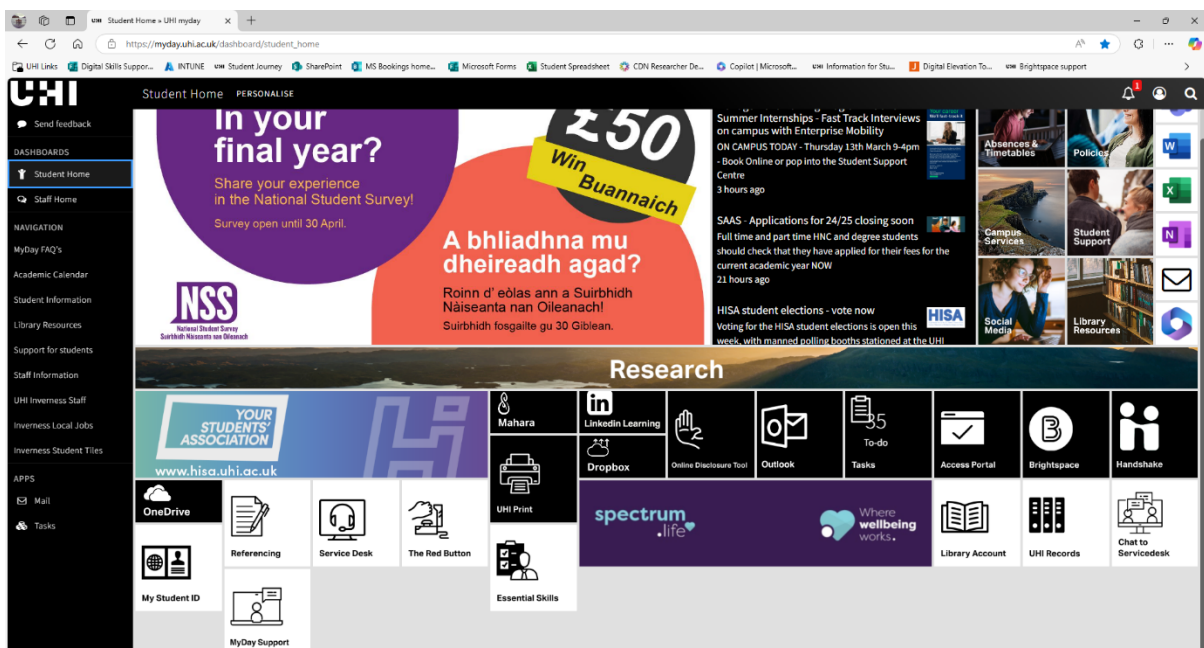 UHI Student Home » UHI myday
https://myday.uhi.ac.uk/dashboard/student_home
UHI Links
Digital Skills Suppor...
INTUNE
UHI Student Journey
SharePoint
MS Bookings home...
Microsoft Forms
Student Spreadsheet
CDN Researcher De...
Copilot | Microsoft...
UHI Information for Stu...
Digital Elevation To...
UHI Brightspace support
UHI
Student Home PERSONALISE
1
Send feedback
DASHBOARDS
Student Home
Staff Home
NAVIGATION
MyDay FAQ's
Academic Calendar
Student Information
Library Resources
Support for students
Staff Information
UHI Inverness Staff
Inverness Local Jobs
Inverness Student Tiles
APPS
Mail
Tasks
In your
final year?
Share your experience
in the National Student Survey!
Survey open until 30 April.
NSS
National Student Survey
Suirbhidh Nàiseanta nan Oileanach
£50
Win
Buannaich
A bhliadhna mu
dheireadh agad?
Roinn d' eòlas ann a Suirbhidh
Nàiseanta nan Oileanach!
Suirbhidh fosgailte gu 30 Giblean.
Summer Internships - Fast Track Interviews
on campus with Enterprise Mobility
ON CAMPUS TODAY - Thursday 13th March 9-4pm
- Book Online or pop into the Student Support
Centre
3 hours ago
SAAS - Applications for 24/25 closing soon
Full time and part time HNC and degree students
should check that they have applied for their fees for the
current academic year NOW
21 hours ago
HISA student elections - vote now
Voting for the HISA student elections is open this
week, with manned polling booths stationed at the UHI
HISA
Absences &
Timetables
Policies
Campus
Services
Student
Support
Social
Media
Library
Resources
Research
YOUR
STUDENTS'
ASSOCIATION
www.hisa.uhi.ac.uk
Mahara
Linkedin Learning
Dropbox
Online Disclosure Tool
Outlook
35
To-do
Tasks
Access Portal
Brightspace
Handshake
OneDrive
Referencing
Service Desk
The Red Button
UHI Print
spectrum
.life
Where
wellbeing
works.
Library Account
UHI Records
Chat to
Servicedesk
My Student ID
MyDay Support
Essential Skills